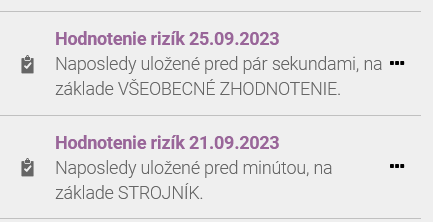 Hodnotenie rizík 25.09.2023
Naposledy uložené pred pár sekundami, na
základe VŠEOBECNÉ ZHODNOTENIE.
Hodnotenie rizík 21.09.2023
Naposledy uložené pred minútou, na
základe STROJNÍK.